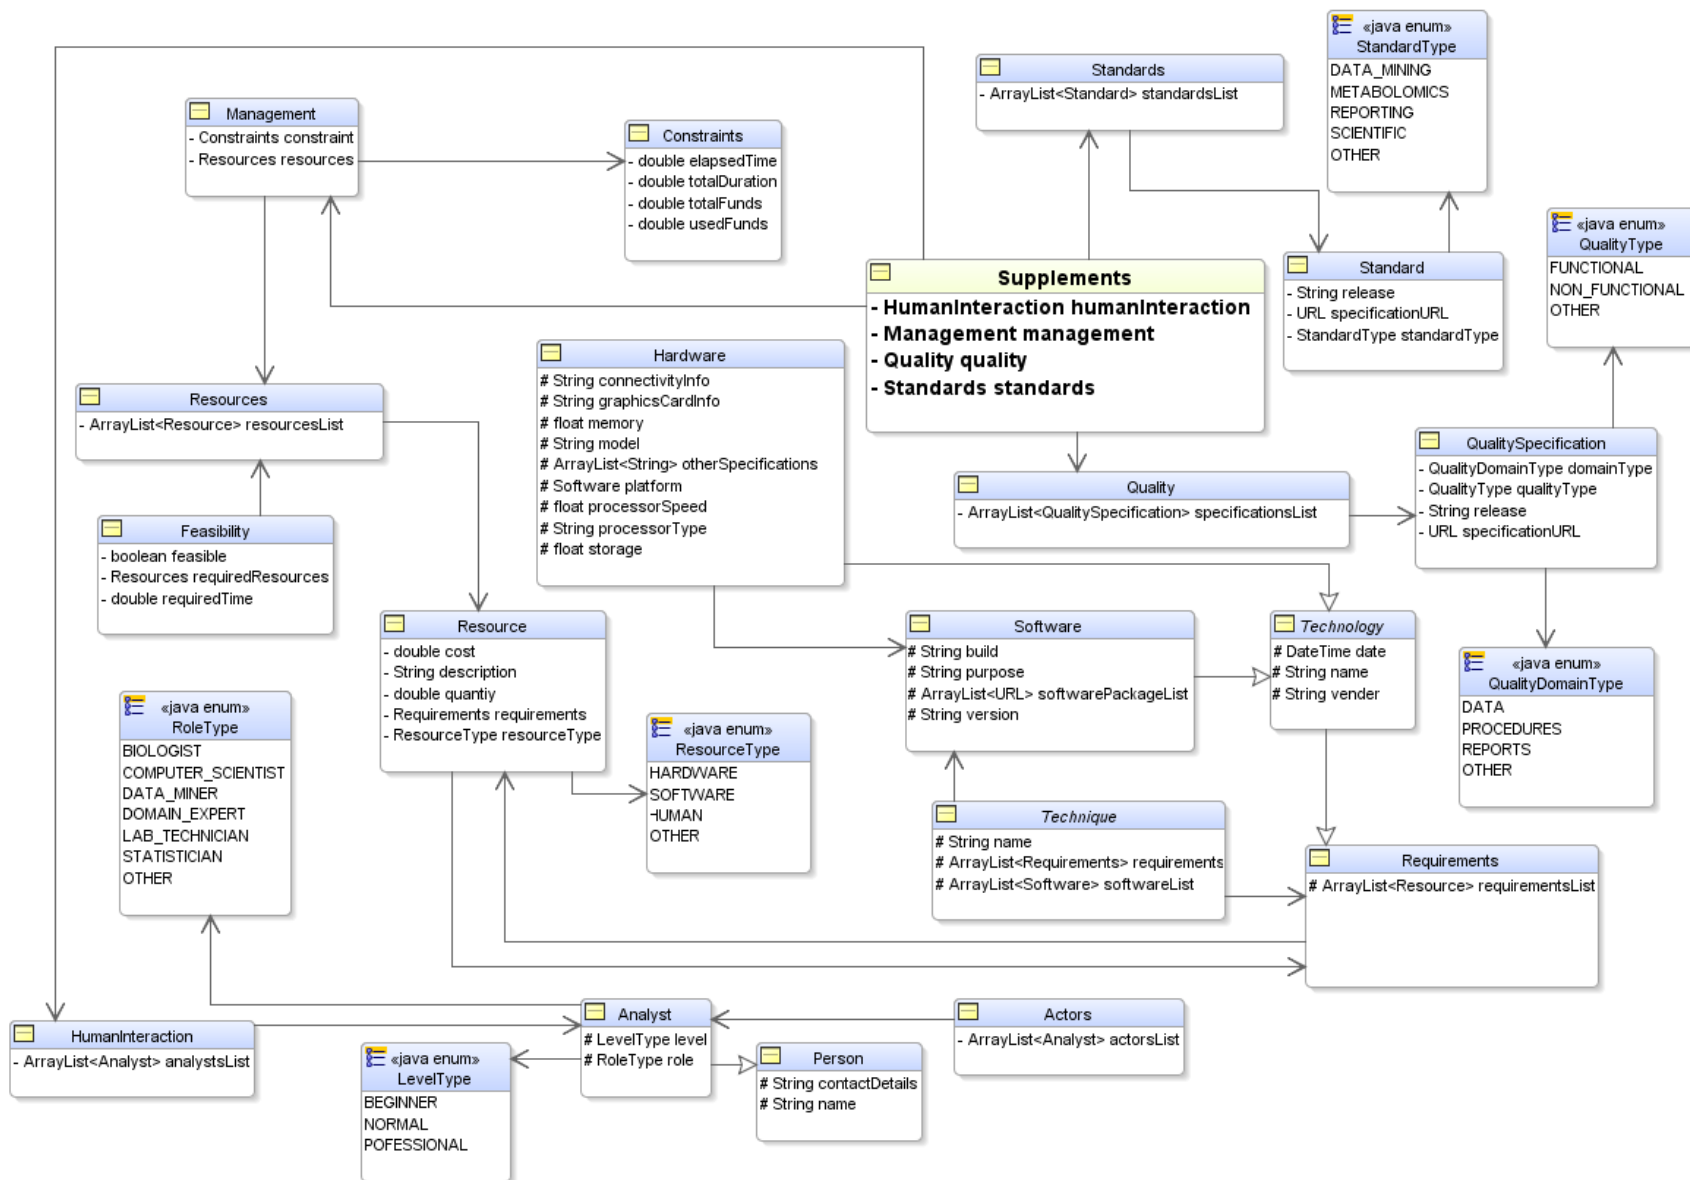 «java enum»
StandardType
DATA_MINING
METABOLOMICS
REPORTING
SCIENTIFIC
OTHER
Standards
- ArrayList<Standard> standardsList
Management
- Constraints constraint
- Resources resources
Constraints
- double elapsedTime
- double totalDuration
- double totalFunds
- double usedFunds
«java enum»
QualityType
FUNCTIONAL
NON_FUNCTIONAL
OTHER
Standard
- String release
- URL specificationURL
- StandardType standardType
Supplements
- HumanInteraction humanInteraction
- Management management
- Quality quality
- Standards standards
Hardware
# String connectivityInfo
# String graphicsCardInfo
# float memory
# String model
# ArrayList<String> otherSpecifications
# Software platform
# float processorSpeed
# String processorType
# float storage
Resources
- ArrayList<Resource> resourcesList
QualitySpecification
- QualityDomainType domainType
- QualityType qualityType
- String release
- URL specificationURL
Quality
- ArrayList<QualitySpecification> specificationsList
Feasibility
- boolean feasible
- Resources requiredResources
- double requiredTime
Resource
- double cost
- String description
- double quantiy
- Requirements requirements
- ResourceType resourceType
Software
# String build
# String purpose
# ArrayList<URL> softwarePackageList
# String version
Technology
# DateTime date
# String name
# String vender
«java enum»
QualityDomainType
DATA
PROCEDURES
REPORTS
OTHER
«java enum»
RoleType
BIOLOGIST
COMPUTER_SCIENTIST
DATA_MINER
DOMAIN_EXPERT
LAB_TECHNICIAN
STATISTICIAN
OTHER
«java enum»
ResourceType
HARDWARE
SOFTWARE
HUMAN
OTHER
Technique
# String name
# ArrayList<Requirements> requirements
# ArrayList<Software> softwareList
Requirements
# ArrayList<Resource> requirementsList
HumanInteraction
- ArrayList<Analyst> analystsList
Analyst
# LevelType level
# RoleType role
Actors
- ArrayList<Analyst> actorsList
«java enum»
LevelType
BEGINNER
NORMAL
POFESSIONAL
Person
# String contactDetails
# String name